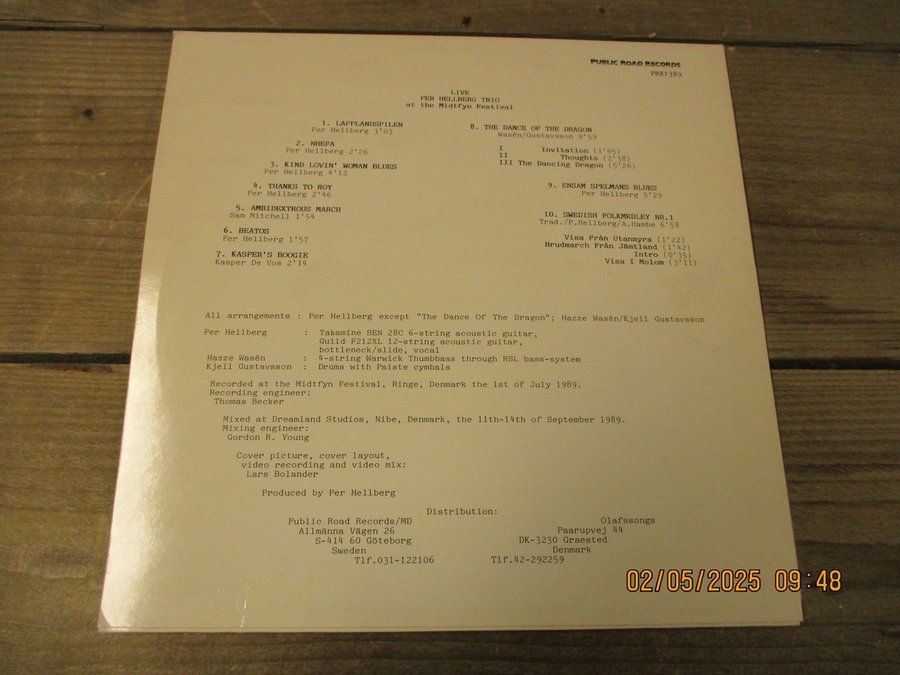 PUBLIC ROAD RECORDS
PRX1389
LIVE
PER HELLBERG TRIO
at the Midtfyn Festival
1. LAPPLANDSPILEN
Per Hellberg 3'03
2. NHEFA
Per Hellberg 2'26
3. KIND LOVIN' WOMAN BLUES
Per Hellberg 4'12
4. THANKS TO ROY
Per Hellberg 2'46
5. AMBIDEXTROUS MARCH
Sam Mitchell 1'54
6. BEATOS
Per Hellberg 1'57
7. KASPER'S BOOGIE
Kasper De Vos 2'14
8. THE DANCE OF THE DRAGON
Wasén/Gustavsson 9'59
I Invitation (1'45)
II Thoughts (2'38)
III The Dancing Dragon (5'26)
9. ENSAM SPELMANS BLUES
Per Hellberg 5'29
10. SWEDISH FOLKMEDLEY NR.1
Trad./P.Hellberg/A.Hambe 6'58
Visa Från Utanmyra (1'22)
Brudmarch Från Jämtland (1'42)
Intro (0'35)
Visa I Molom (3'11)
All arrangements : Per Hellberg except "The Dance Of The Dragon"; Hazze Wasén/Kjell Gustavsson
Per Hellberg : Takamine SEN 28C 6-string acoustic guitar,
Guild F212XL 12-string acoustic guitar,
bottleneck/slide, vocal
Hazze Wasén : 4-string Warwick Thumbbass through RSL bass-system
Kjell Gustavsson : Drums with Paiste cymbals
Recorded at the Midtfyn Festival, Ringe, Denmark the 1st of July 1989.
Recording engineer:
Thomas Becker
Mixed at Dreamland Studios, Nibe, Denmark, the 11th-14th of September 1989.
Mixing engineer:
Gordon R. Young
Cover picture, cover layout,
video recording and video mix:
Lars Bolander
Produced by Per Hellberg
Distribution:
Public Road Records/MD
Allmänna Vägen 26
S-414 60 Göteborg
Sweden
Tlf.031-122106
Olafssongs
Paarupvej 44
DK-3230 Graested
Denmark
Tlf.42-292259
02/05/2025 09:48